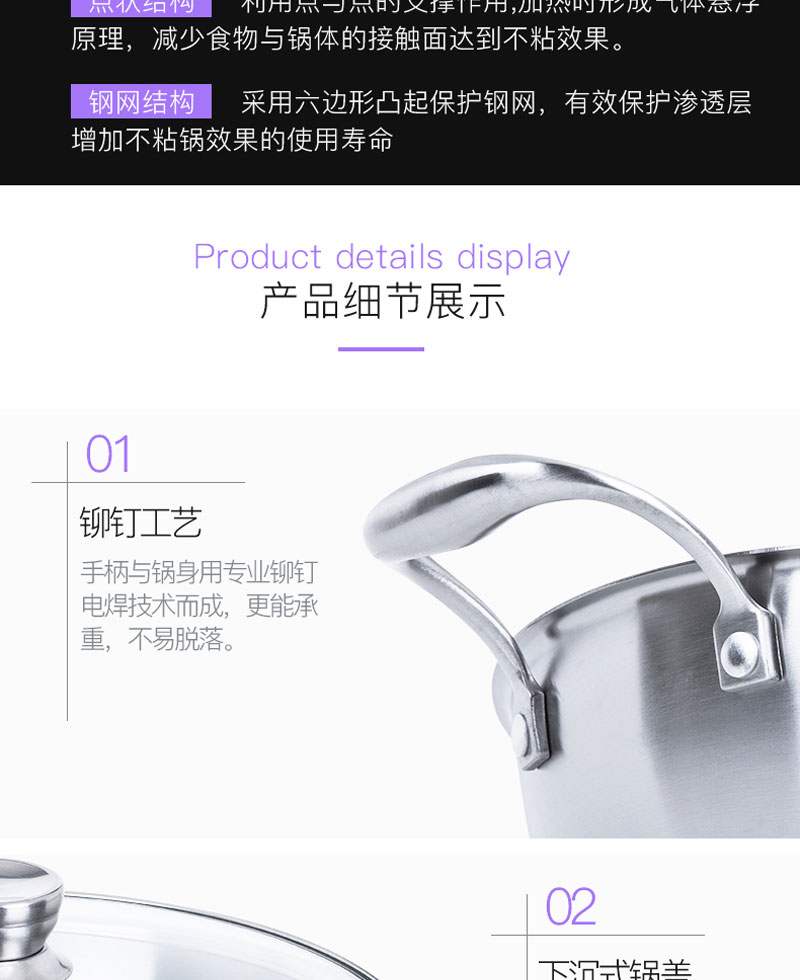 点状结构 利用点与点的支撑作用,加热时形成气体悬浮
原理，减少食物与锅体的接触面达到不粘效果。
钢网结构 采用六边形凸起保护钢网，有效保护渗透层
增加不粘锅效果的使用寿命
Product details display
产品细节展示
01
铆钉工艺
手柄与锅身用专业铆钉
电焊技术而成，更能承
重，不易脱落。
02
下沉式锅盖